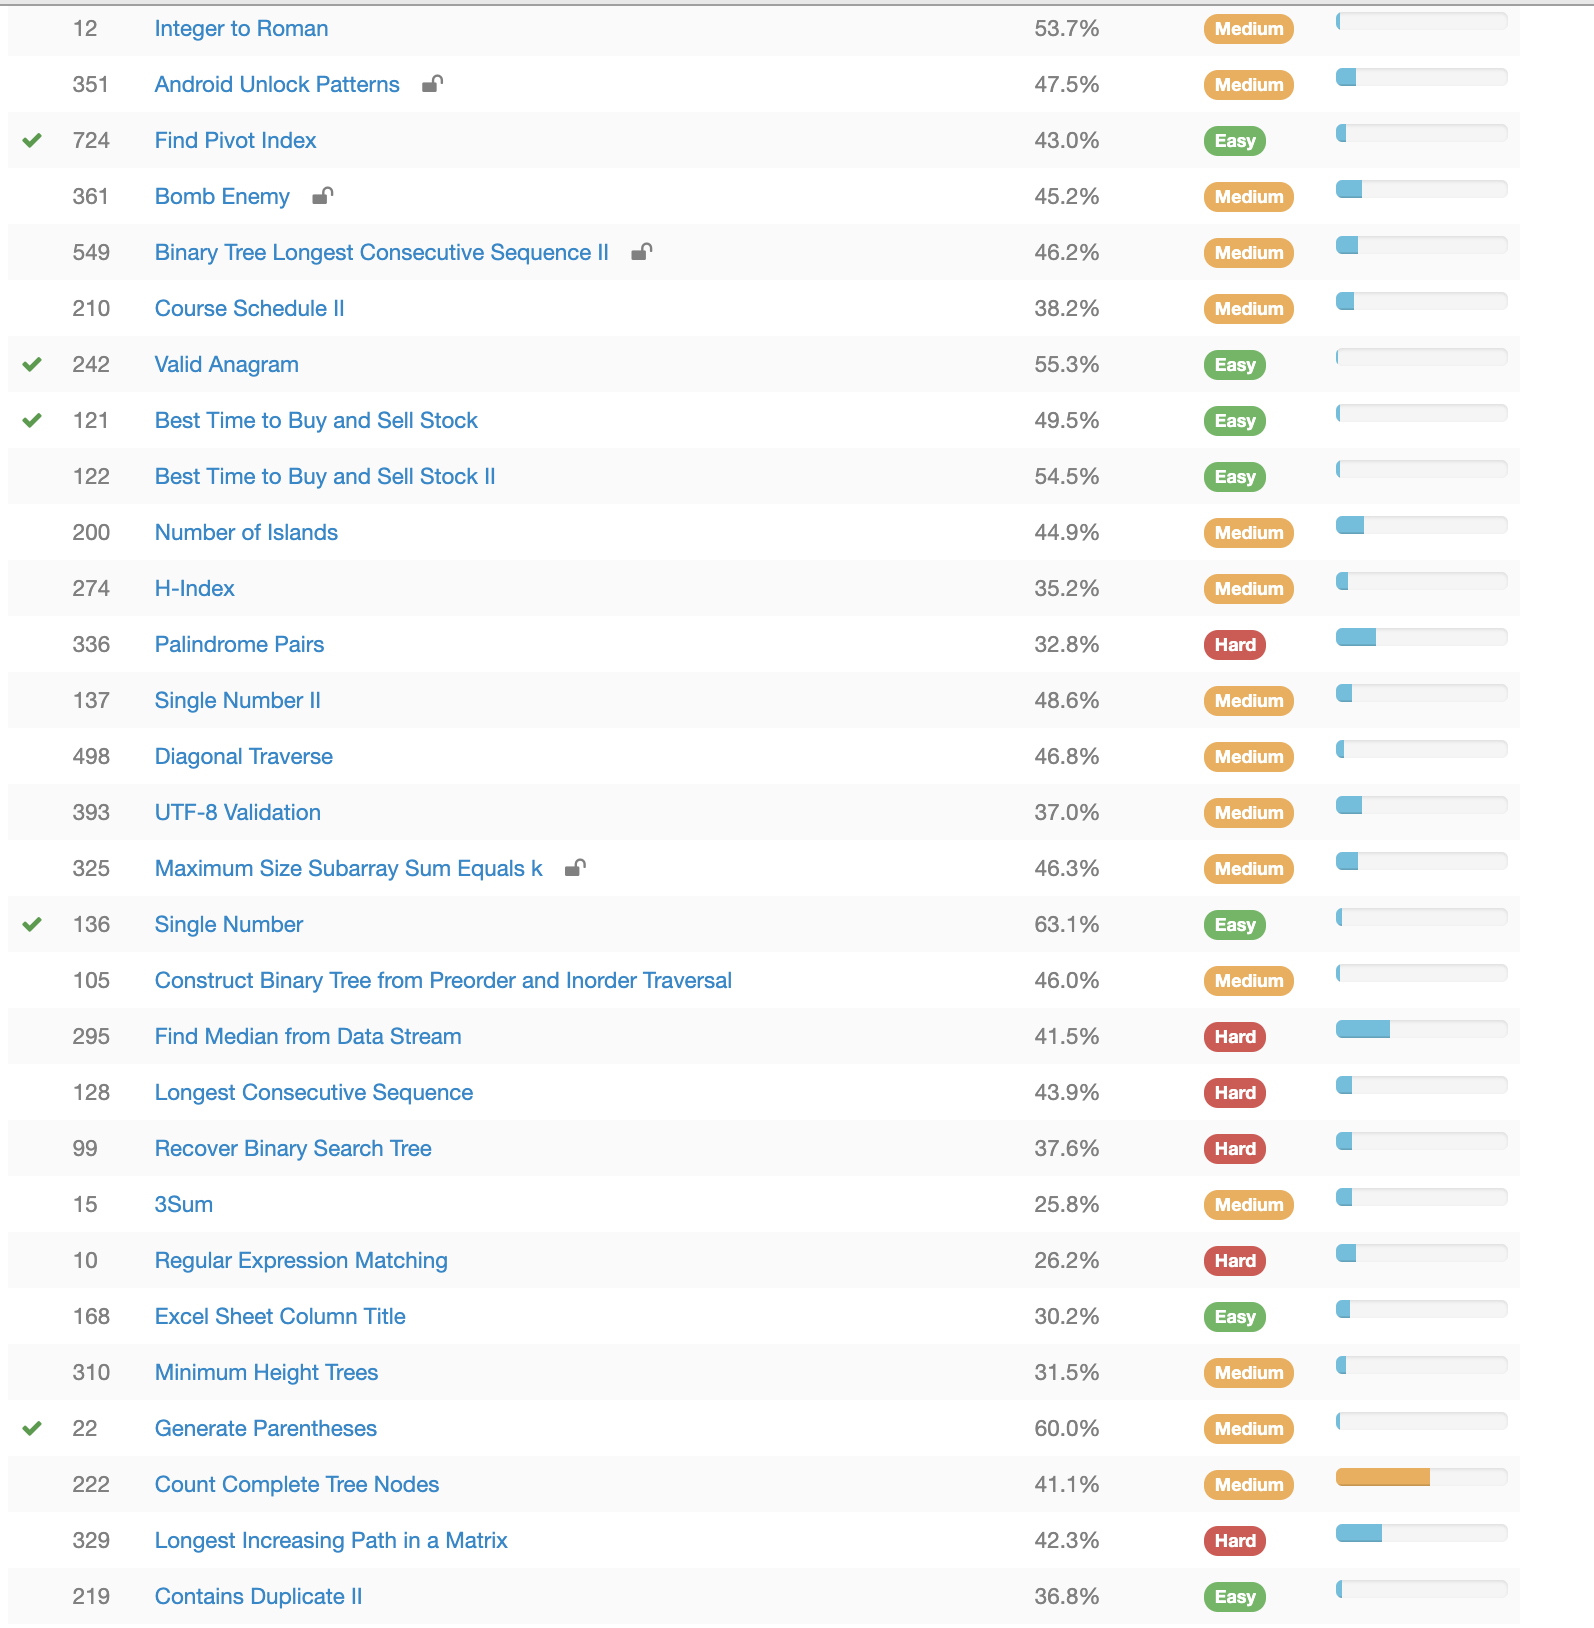 12 Integer to Roman 53.7% Medium
351 Android Unlock Patterns 47.5% Medium
724 Find Pivot Index 43.0% Easy
361 Bomb Enemy 45.2% Medium
549 Binary Tree Longest Consecutive Sequence II 46.2% Medium
210 Course Schedule II 38.2% Medium
242 Valid Anagram 55.3% Easy
121 Best Time to Buy and Sell Stock 49.5% Easy
122 Best Time to Buy and Sell Stock II 54.5% Easy
200 Number of Islands 44.9% Medium
274 H-Index 35.2% Medium
336 Palindrome Pairs 32.8% Hard
137 Single Number II 48.6% Medium
498 Diagonal Traverse 46.8% Medium
393 UTF-8 Validation 37.0% Medium
325 Maximum Size Subarray Sum Equals k 46.3% Medium
136 Single Number 63.1% Easy
105 Construct Binary Tree from Preorder and Inorder Traversal 46.0% Medium
295 Find Median from Data Stream 41.5% Hard
128 Longest Consecutive Sequence 43.9% Hard
99 Recover Binary Search Tree 37.6% Hard
15 3Sum 25.8% Medium
10 Regular Expression Matching 26.2% Hard
168 Excel Sheet Column Title 30.2% Easy
310 Minimum Height Trees 31.5% Medium
22 Generate Parentheses 60.0% Medium
222 Count Complete Tree Nodes 41.1% Medium
329 Longest Increasing Path in a Matrix 42.3% Hard
219 Contains Duplicate II 36.8% Easy